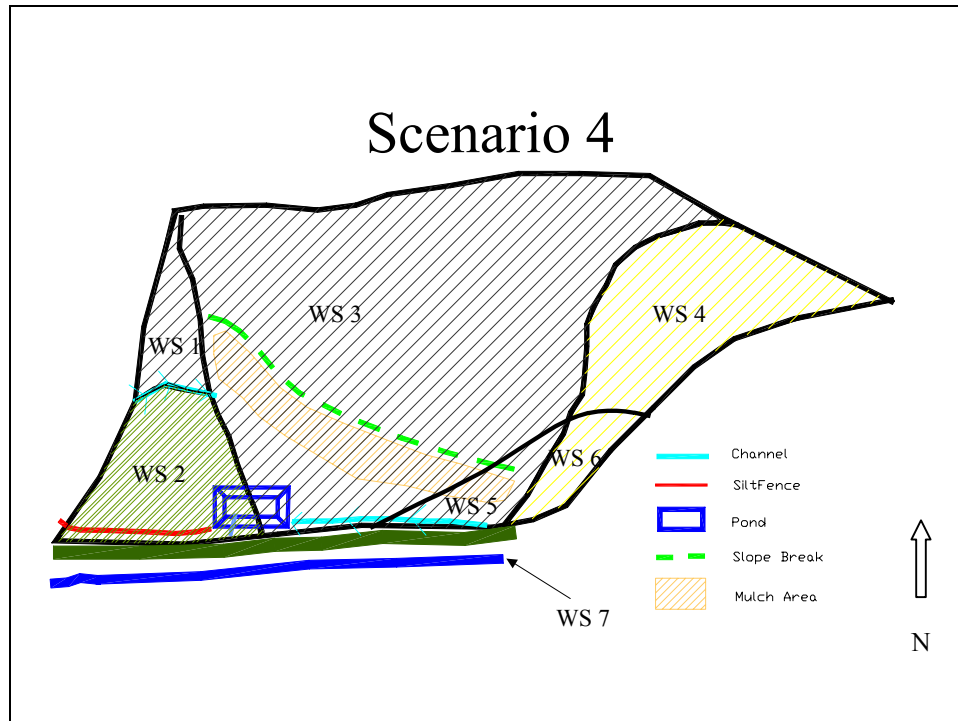 Scenario 4
WS 3
WS 4
WS 1
WS 2
WS 6
WS 5
Channel
SiltFence
Pond
Slope Break
Mulch Area
WS 7
N